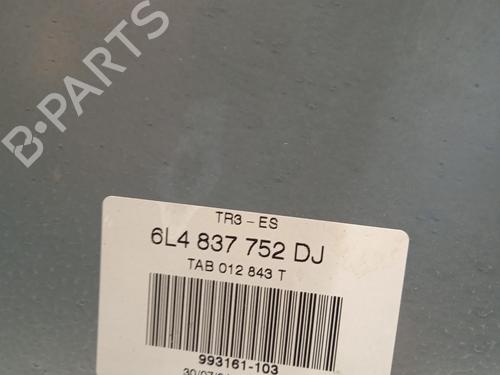 B-PARTS
TR3-ES
6L4 837 752 DJ
TAB 012 843 T
993161-103